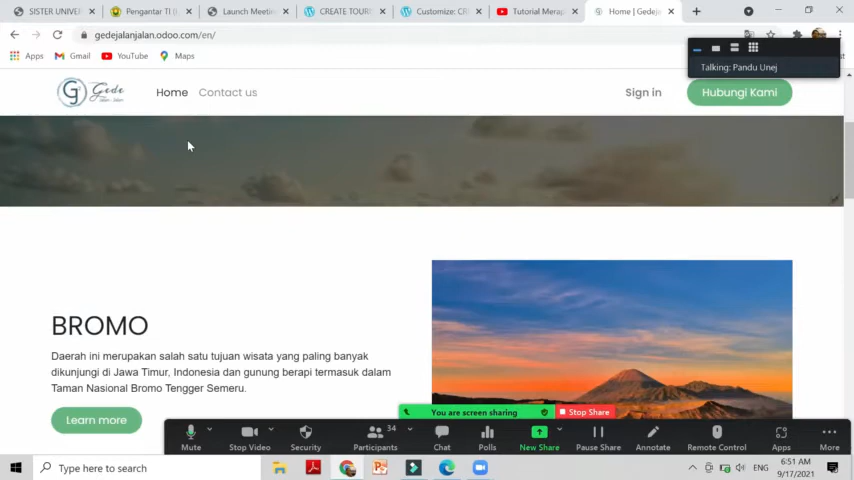 SISTER UNIVER
Pengantar TI (
Launch Meetin
CREATE TOUR
Customize: CR
Tutorial Merap
Home | Gedej
gedejalanjalan.odoo.com/en/
Apps
Gmail
YouTube
Maps
Talking: Pandu Unej
Gede
Home
Contact us
Sign in
Hubungi Kami
BROMO
Daerah ini merupakan salah satu tujuan wisata yang paling banyak
dikunjungi di Jawa Timur, Indonesia dan gunung berapi termasuk dalam
Taman Nasional Bromo Tengger Semeru.
Learn more
You are screen sharing
Stop Share
34
Mute
Stop Video
Security
Participants
Chat
Polls
New Share
Pause Share
Annotate
Remote Control
Apps
More
Type here to search
ENG
6:51 AM
9/17/2021